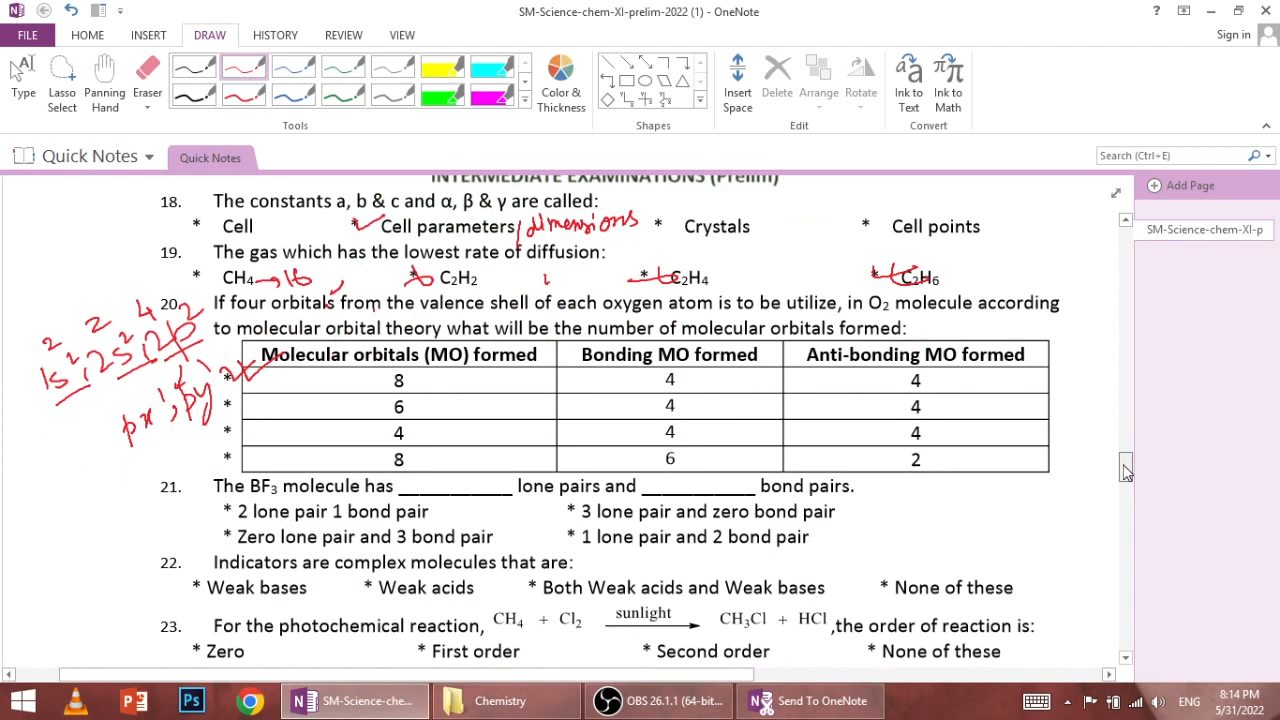 SM-Science-chem-XI-prelim-2022 (1) - OneNote
FILE HOME INSERT DRAW HISTORY REVIEW VIEW Sign in
Type Lasso Select Panning Hand Eraser Color & Thickness Insert Space Delete Arrange Rotate Ink to Text Ink to Math
Tools Shapes Edit Convert
Quick Notes Quick Notes Search (Ctrl+E)
Add Page
SM-Science-chem-XI-p
INTERMEDIATE EXAMINATIONS (Prelim)
18. The constants a, b & c and α, β & γ are called:
* Cell * Cell parameters / dimensions * Crystals * Cell points
19. The gas which has the lowest rate of diffusion:
* CH4 → 16 * C2H2 * C2H4 * C2H6
20. If four orbitals from the valence shell of each oxygen atom is to be utilize, in O2 molecule according
to molecular orbital theory what will be the number of molecular orbitals formed:
1s², 2s², 2p⁴
px, py
Molecular orbitals (MO) formed Bonding MO formed Anti-bonding MO formed
* 8 4 4
* 6 4 4
* 4 4 4
* 8 6 2
21. The BF3 molecule has ____________ lone pairs and ____________ bond pairs.
* 2 lone pair 1 bond pair * 3 lone pair and zero bond pair
* Zero lone pair and 3 bond pair * 1 lone pair and 2 bond pair
22. Indicators are complex molecules that are:
* Weak bases * Weak acids * Both Weak acids and Weak bases * None of these
23. For the photochemical reaction, CH4 + Cl2 sunlight → CH3Cl + HCl ,the order of reaction is:
* Zero * First order * Second order * None of these
SM-Science-che... Chemistry OBS 26.1.1 (64-bit... Send To OneNote ENG 8:14 PM
5/31/2022